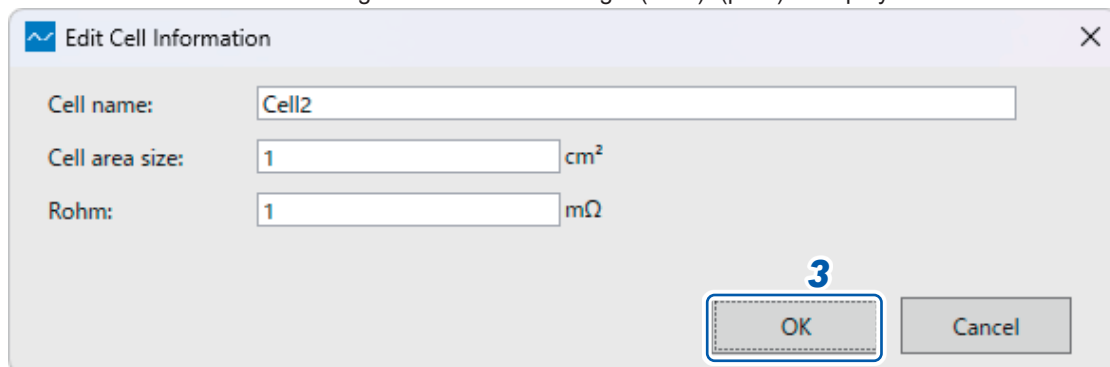 Edit Cell Information
Cell name: Cell2
Cell area size: 1 cm²
Rohm: 1 mΩ
3
OK Cancel